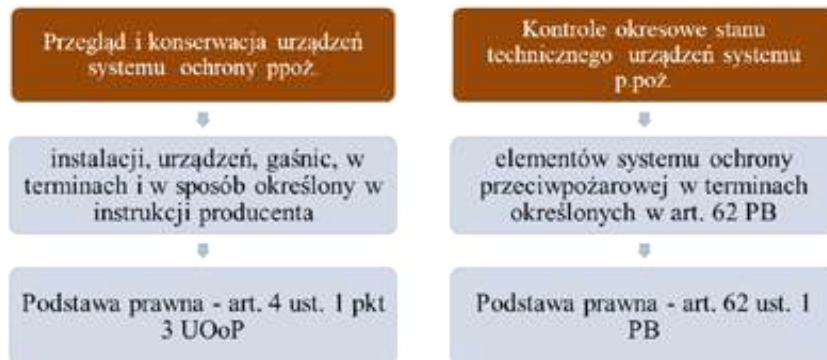 Przegląd i konserwacja urządzeń
systemu ochrony ppoż.
instalacji, urządzeń, gaśnic, w
terminach i w sposób określony w
instrukcji producenta
Podstawa prawna - art. 4 ust. 1 pkt
3 UOoP
Kontrole okresowe stanu
technicznego urządzeń systemu
p.poż.
elementów systemu ochrony
przeciwpożarowej w terminach
określonych w art. 62 PB
Podstawa prawna - art. 62 ust. 1
PB